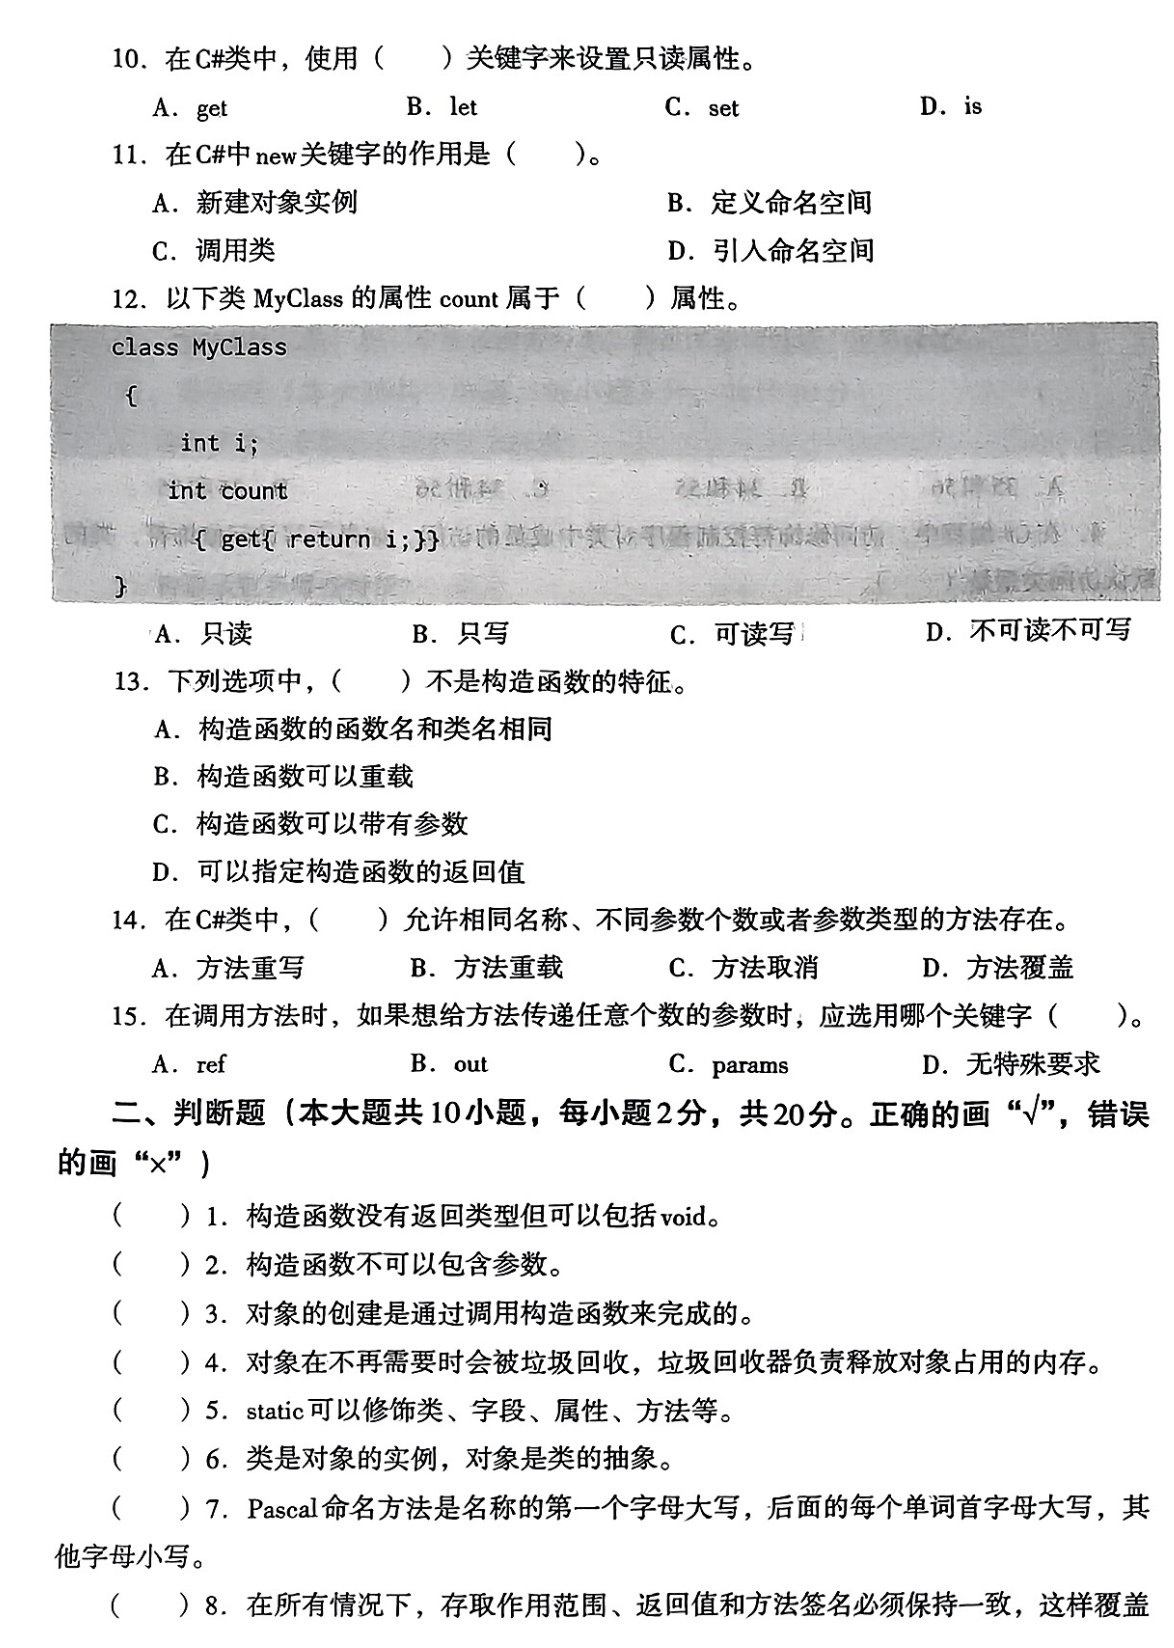 10. 在C#类中，使用（　　）关键字来设置只读属性。
A. get　B. let　C. set　D. is
11. 在C#中new关键字的作用是（　　）。
A. 新建对象实例　B. 定义命名空间
C. 调用类　D. 引入命名空间
12. 以下类 MyClass 的属性 count 属于（　　）属性。
class MyClass
{
int i;
int count
{ get{ return i;}}
}
A. 只读　B. 只写　C. 可读写　D. 不可读不可写
13. 下列选项中，（　　）不是构造函数的特征。
A. 构造函数的函数名和类名相同
B. 构造函数可以重载
C. 构造函数可以带有参数
D. 可以指定构造函数的返回值
14. 在C#类中，（　　）允许相同名称、不同参数个数或者参数类型的方法存在。
A. 方法重写　B. 方法重载　C. 方法取消　D. 方法覆盖
15. 在调用方法时，如果想给方法传递任意个数的参数时，应选用哪个关键字（　　）。
A. ref　B. out　C. params　D. 无特殊要求
二、判断题（本大题共10小题，每小题2分，共20分。正确的画“√”，错误
的画“×”）
（　　）1. 构造函数没有返回类型但可以包括void。
（　　）2. 构造函数不可以包含参数。
（　　）3. 对象的创建是通过调用构造函数来完成的。
（　　）4. 对象在不再需要时会被垃圾回收，垃圾回收器负责释放对象占用的内存。
（　　）5. static可以修饰类、字段、属性、方法等。
（　　）6. 类是对象的实例，对象是类的抽象。
（　　）7. Pascal命名方法是名称的第一个字母大写，后面的每个单词首字母大写，其
他字母小写。
（　　）8. 在所有情况下，存取作用范围、返回值和方法签名必须保持一致，这样覆盖